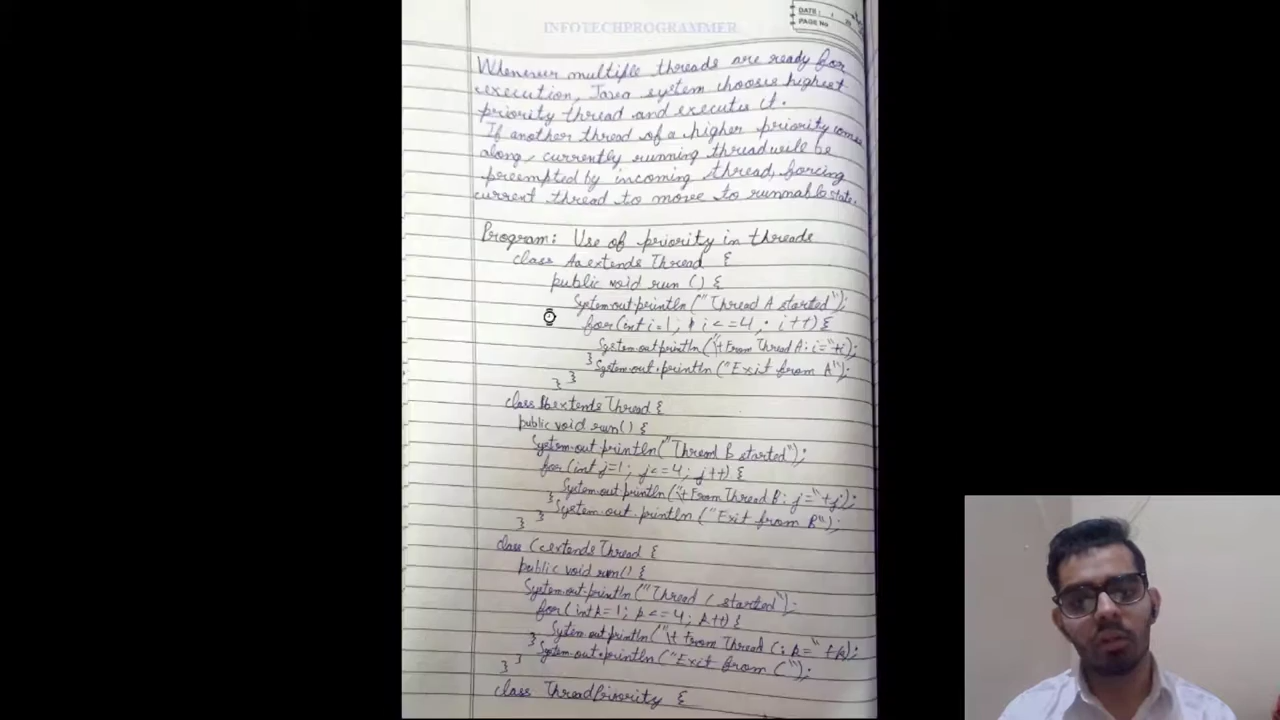 INFOTECHPROGRAMMER
DATE:
PAGE No
Whenever multiple threads are ready for
execution, Java system chooses highest
priority thread and executes it.
If another thread of a higher priority comes
along, currently running thread will be
preempted by incoming thread, forcing
current thread to move to runnable state.
Program: Use of priority in threads
class Aa extends Thread {
public void run () {
System.out.println ("Thread A started");
for (int i=1; i <=4; i++) {
System.out.println ("\t From Thread A: i="+i);
} System.out.println ("Exit from A");
} }
class Bb extends Thread {
public void run() {
System.out.println ("Thread B started");
for (int j=1; j<=4; j++) {
System.out.println ("\t From Thread B: j="+j);
} System.out.println ("Exit from B");
} }
class Cc extends Thread {
public void run() {
System.out.println ("Thread C started");
for (int k=1; k<=4; k++) {
System.out.println ("\t From Thread C: k=" +k);
} System.out.println ("Exit from C");
} }
class ThreadPriority {